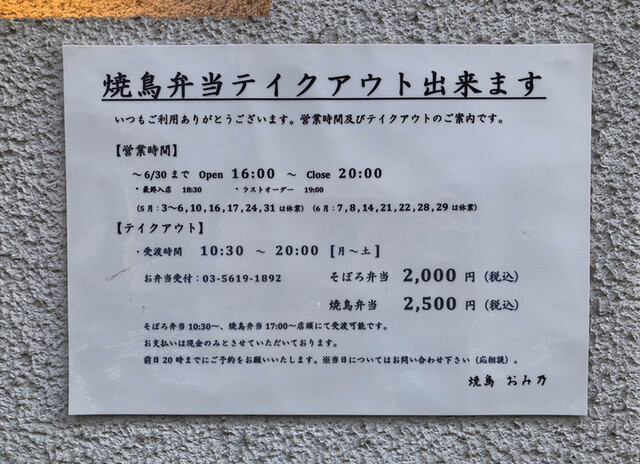 焼鳥弁当テイクアウト出来ます
いつもご利用ありがとうございます。営業時間及びテイクアウトのご案内です。
【営業時間】
～6/30まで Open 16:00 ～ Close 20:00
・最終入店 18:30 ・ラストオーダー 19:00
（5月：3～6,10,16,17,24,31は休業）（6月：7,8,14,21,22,28,29は休業）
【テイクアウト】
・受渡時間 10:30 ～ 20:00 [月～土]
お弁当受付：03-5619-1892 そぼろ弁当 2,000円（税込）
焼鳥弁当 2,500円（税込）
そぼろ弁当10:30～、焼鳥弁当17:00～店頭にて受渡可能です。
お支払いは現金のみとさせていただいております。
前日20時までにご予約をお願いいたします。※当日についてはお問い合わせ下さい（応相談）。
焼鳥 おみ乃